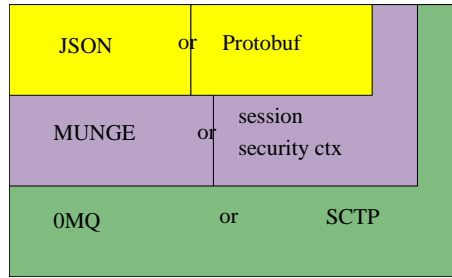 JSON or Protobuf
MUNGE or session
security ctx
0MQ or SCTP